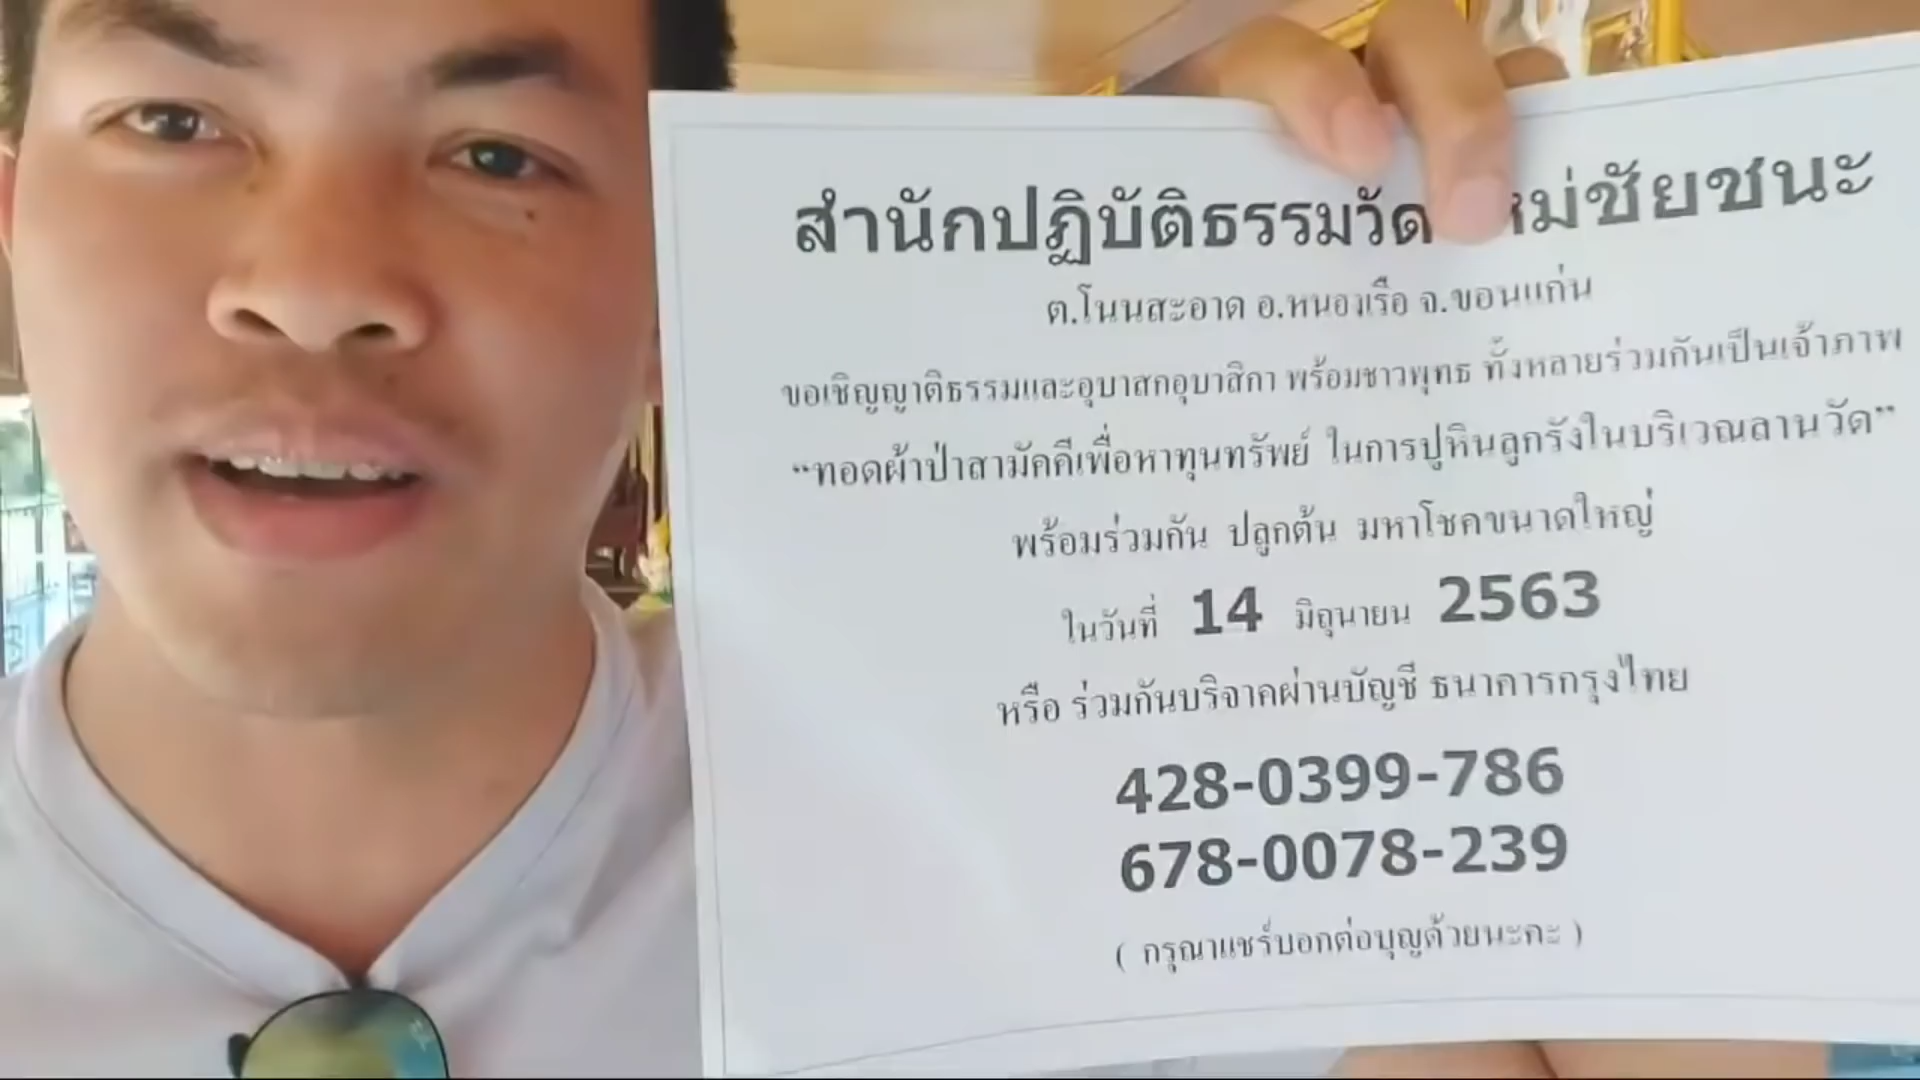 สำนักปฏิบัติธรรมวัด ชัยชนะ
ต.โนนสะอาด อ.หนองเรือ จ.ขอนแก่น
ขอเชิญญาติธรรมและอุบาสกอุบาสิกา พร้อมชาวพุทธ ทั้งหลายร่วมกันเป็นเจ้าภาพ
“ทอดผ้าป่าสามัคคีเพื่อหาทุนทรัพย์ ในการปูหินลูกรังในบริเวณลานวัด”
พร้อมร่วมกัน ปลูกต้น มหาโชคขนาดใหญ่
ในวันที่ 14 มิถุนายน 2563
หรือ ร่วมกันบริจาคผ่านบัญชี ธนาคารกรุงไทย
428-0399-786
678-0078-239
( กรุณาแชร์บอกต่อบุญด้วยนะคะ )